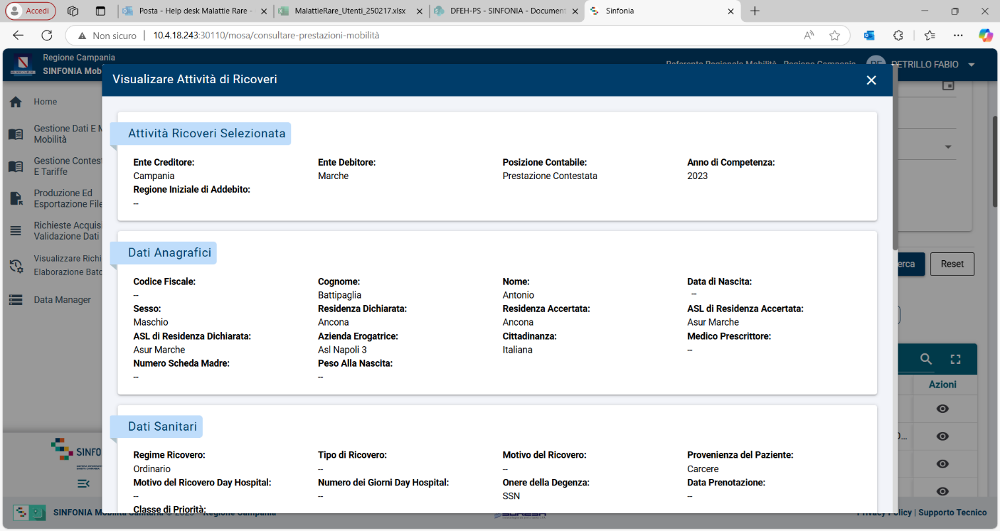 Accedi
Posta - Help desk Malattie Rare -
MalattieRare_Utenti_250217.xlsx
DFEH-PS - SINFONIA - Document
Sinfonia
Non sicuro
10.4.18.243:30110/mosa/consultare-prestazioni-mobilità
Regione Campania
SINFONIA Mob
Referente Regionale Mobilità - Regione Campania
PETRILLO FABIO
Visualizzare Attività di Ricoveri
Home
Gestione Dati E M
Mobilità
Gestione Contest
E Tariffe
Produzione Ed
Esportazione File
Richieste Acquis
Validazione Dati
Visualizzare Richi
Elaborazione Batc
Data Manager
SINFO
Attività Ricoveri Selezionata
Ente Creditore: Ente Debitore: Posizione Contabile: Anno di Competenza:
Campania Marche Prestazione Contestata 2023
Regione Iniziale di Addebito:
--
Dati Anagrafici
Codice Fiscale: Cognome: Nome: Data di Nascita:
-- Battipaglia Antonio --
Sesso: Residenza Dichiarata: Residenza Accertata: ASL di Residenza Accertata:
Maschio Ancona Ancona Asur Marche
ASL di Residenza Dichiarata: Azienda Erogatrice: Cittadinanza: Medico Prescrittore:
Asur Marche Asl Napoli 3 Italiana --
Numero Scheda Madre: Peso Alla Nascita:
-- --
Dati Sanitari
Regime Ricovero: Tipo di Ricovero: Motivo del Ricovero: Provenienza del Paziente:
Ordinario -- -- Carcere
Motivo del Ricovero Day Hospital: Numero dei Giorni Day Hospital: Onere della Degenza: Data Prenotazione:
-- -- SSN --
Classe di Priorità:
erca
Reset
Azioni
SINFONIA Mobilità Sanitaria
Regione Campania
Privacy Policy | Supporto Tecnico